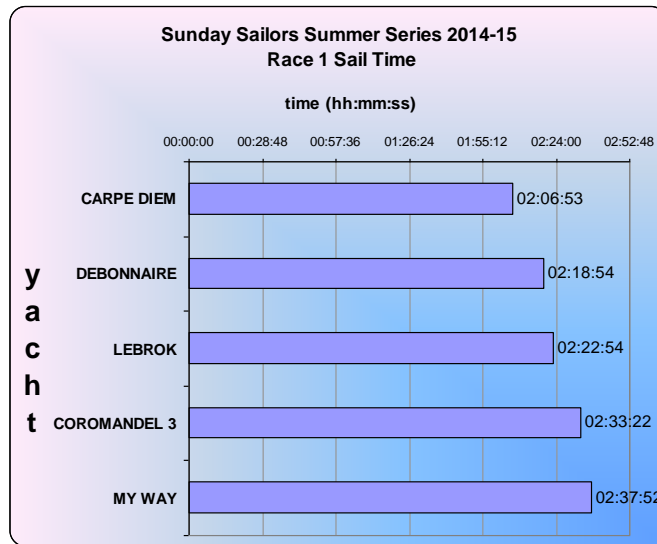 Sunday Sailors Summer Series 2014-15
Race 1 Sail Time
time (hh:mm:ss)
00:00:00 00:28:48 00:57:36 01:26:24 01:55:12 02:24:00 02:52:48
yacht
CARPE DIEM 02:06:53
DEBONNAIRE 02:18:54
LEBROK 02:22:54
COROMANDEL 3 02:33:22
MY WAY 02:37:52